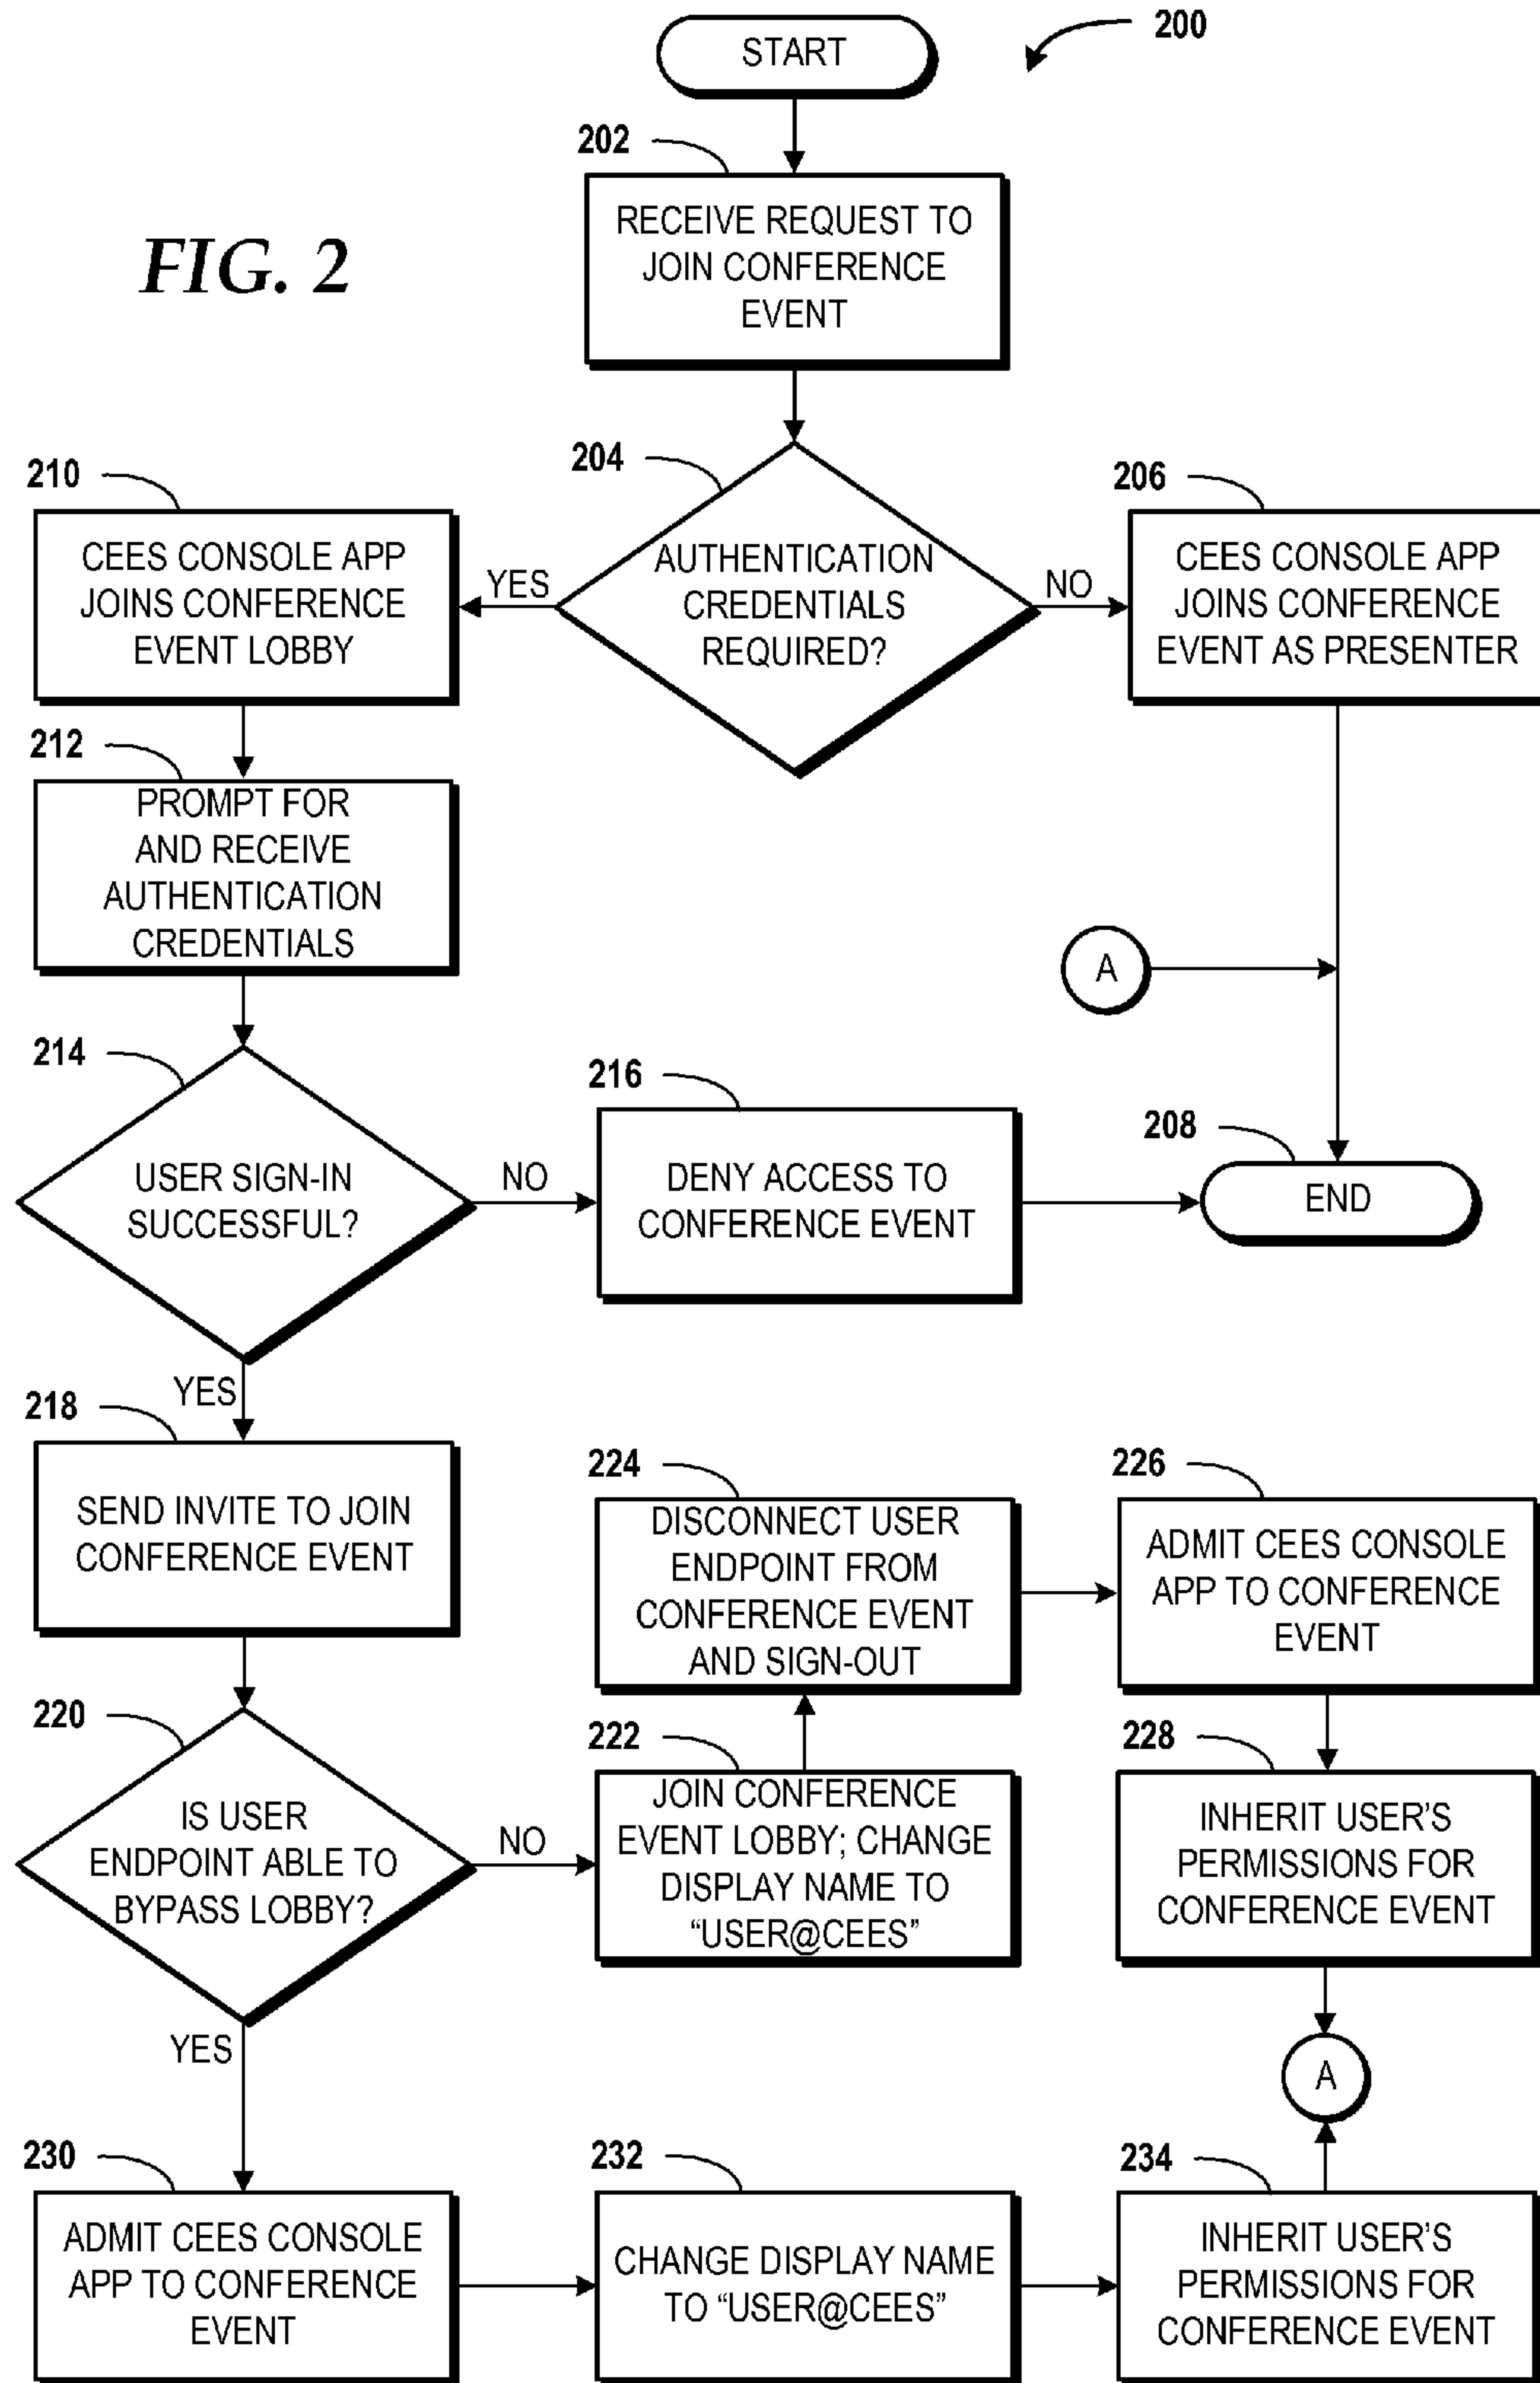 START
200
202
RECEIVE REQUEST TO
JOIN CONFERENCE
EVENT
FIG. 2
204
AUTHENTICATION
CREDENTIALS
REQUIRED?
YES
NO
210
CEES CONSOLE APP
JOINS CONFERENCE
EVENT LOBBY
206
CEES CONSOLE APP
JOINS CONFERENCE
EVENT AS PRESENTER
212
PROMPT FOR
AND RECEIVE
AUTHENTICATION
CREDENTIALS
A
214
USER SIGN-IN
SUCCESSFUL?
NO
216
DENY ACCESS TO
CONFERENCE EVENT
208
END
YES
218
SEND INVITE TO JOIN
CONFERENCE EVENT
224
DISCONNECT USER
ENDPOINT FROM
CONFERENCE EVENT
AND SIGN-OUT
226
ADMIT CEES CONSOLE
APP TO CONFERENCE
EVENT
220
IS USER
ENDPOINT ABLE TO
BYPASS LOBBY?
NO
222
JOIN CONFERENCE
EVENT LOBBY; CHANGE
DISPLAY NAME TO
“USER@CEES”
228
INHERIT USER’S
PERMISSIONS FOR
CONFERENCE EVENT
YES
A
230
ADMIT CEES CONSOLE
APP TO CONFERENCE
EVENT
232
CHANGE DISPLAY NAME
TO “USER@CEES”
234
INHERIT USER’S
PERMISSIONS FOR
CONFERENCE EVENT